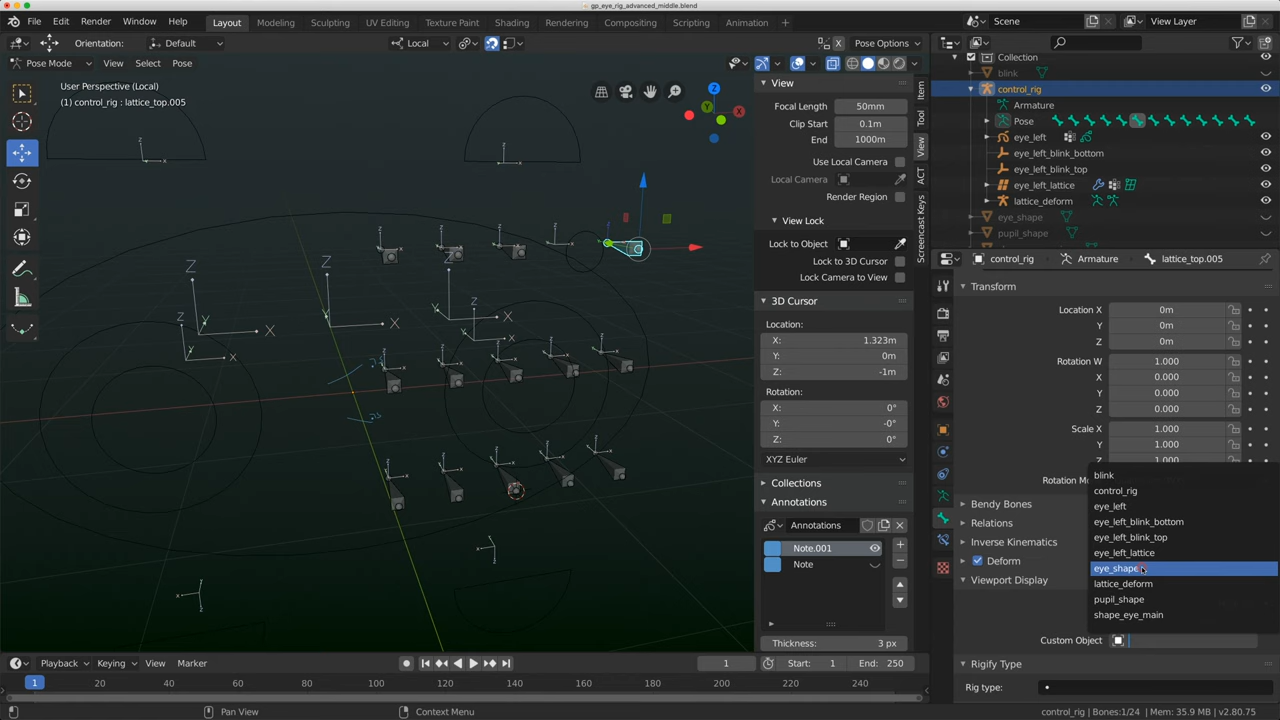 gp_eye_rig_advanced_middle.blend
File Edit Render Window Help Layout Modeling Sculpting UV Editing Texture Paint Shading Rendering Compositing Scripting Animation Scene View Layer
Orientation: Default Local Pose Options
Pose Mode View Select Pose
User Perspective (Local)
(1) control_rig : lattice_top.005
View
Focal Length 50mm
Clip Start 0.1m
End 1000m
Use Local Camera
Local Camera
Render Region
View Lock
Lock to Object
Lock to 3D Cursor
Lock Camera to View
3D Cursor
Location:
X: 1.323m
Y: 0m
Z: -1m
Rotation:
X: 0°
Y: -0°
Z: 0°
XYZ Euler
Collections
Annotations
Annotations
Note.001
Note
Thickness: 3 px
Item
Tool
View
ACT
Screencast Keys
Collection
blink
control_rig
Armature
Pose
eye_left
eye_left_blink_bottom
eye_left_blink_top
eye_left_lattice
lattice_deform
eye_shape
pupil_shape
control_rig Armature lattice_top.005
Transform
Location X 0m
Y 0m
Z 0m
Rotation W 1.000
X 0.000
Y 0.000
Z 0.000
Scale X 1.000
Y 1.000
Z 1.000
Rotation Mo
Bendy Bones
Relations
Inverse Kinematics
Deform
Viewport Display
blink
control_rig
eye_left
eye_left_blink_bottom
eye_left_blink_top
eye_left_lattice
eye_shape
lattice_deform
pupil_shape
shape_eye_main
Custom Object
Rigify Type
Rig type:
X
Y
Z
Playback Keying View Marker 1 Start: 1 End: 250
1 20 40 60 80 100 120 140 160 180 200 220 240
Pan View Context Menu control_rig | Bones:1/24 | Mem: 35.9 MB | v2.80.75